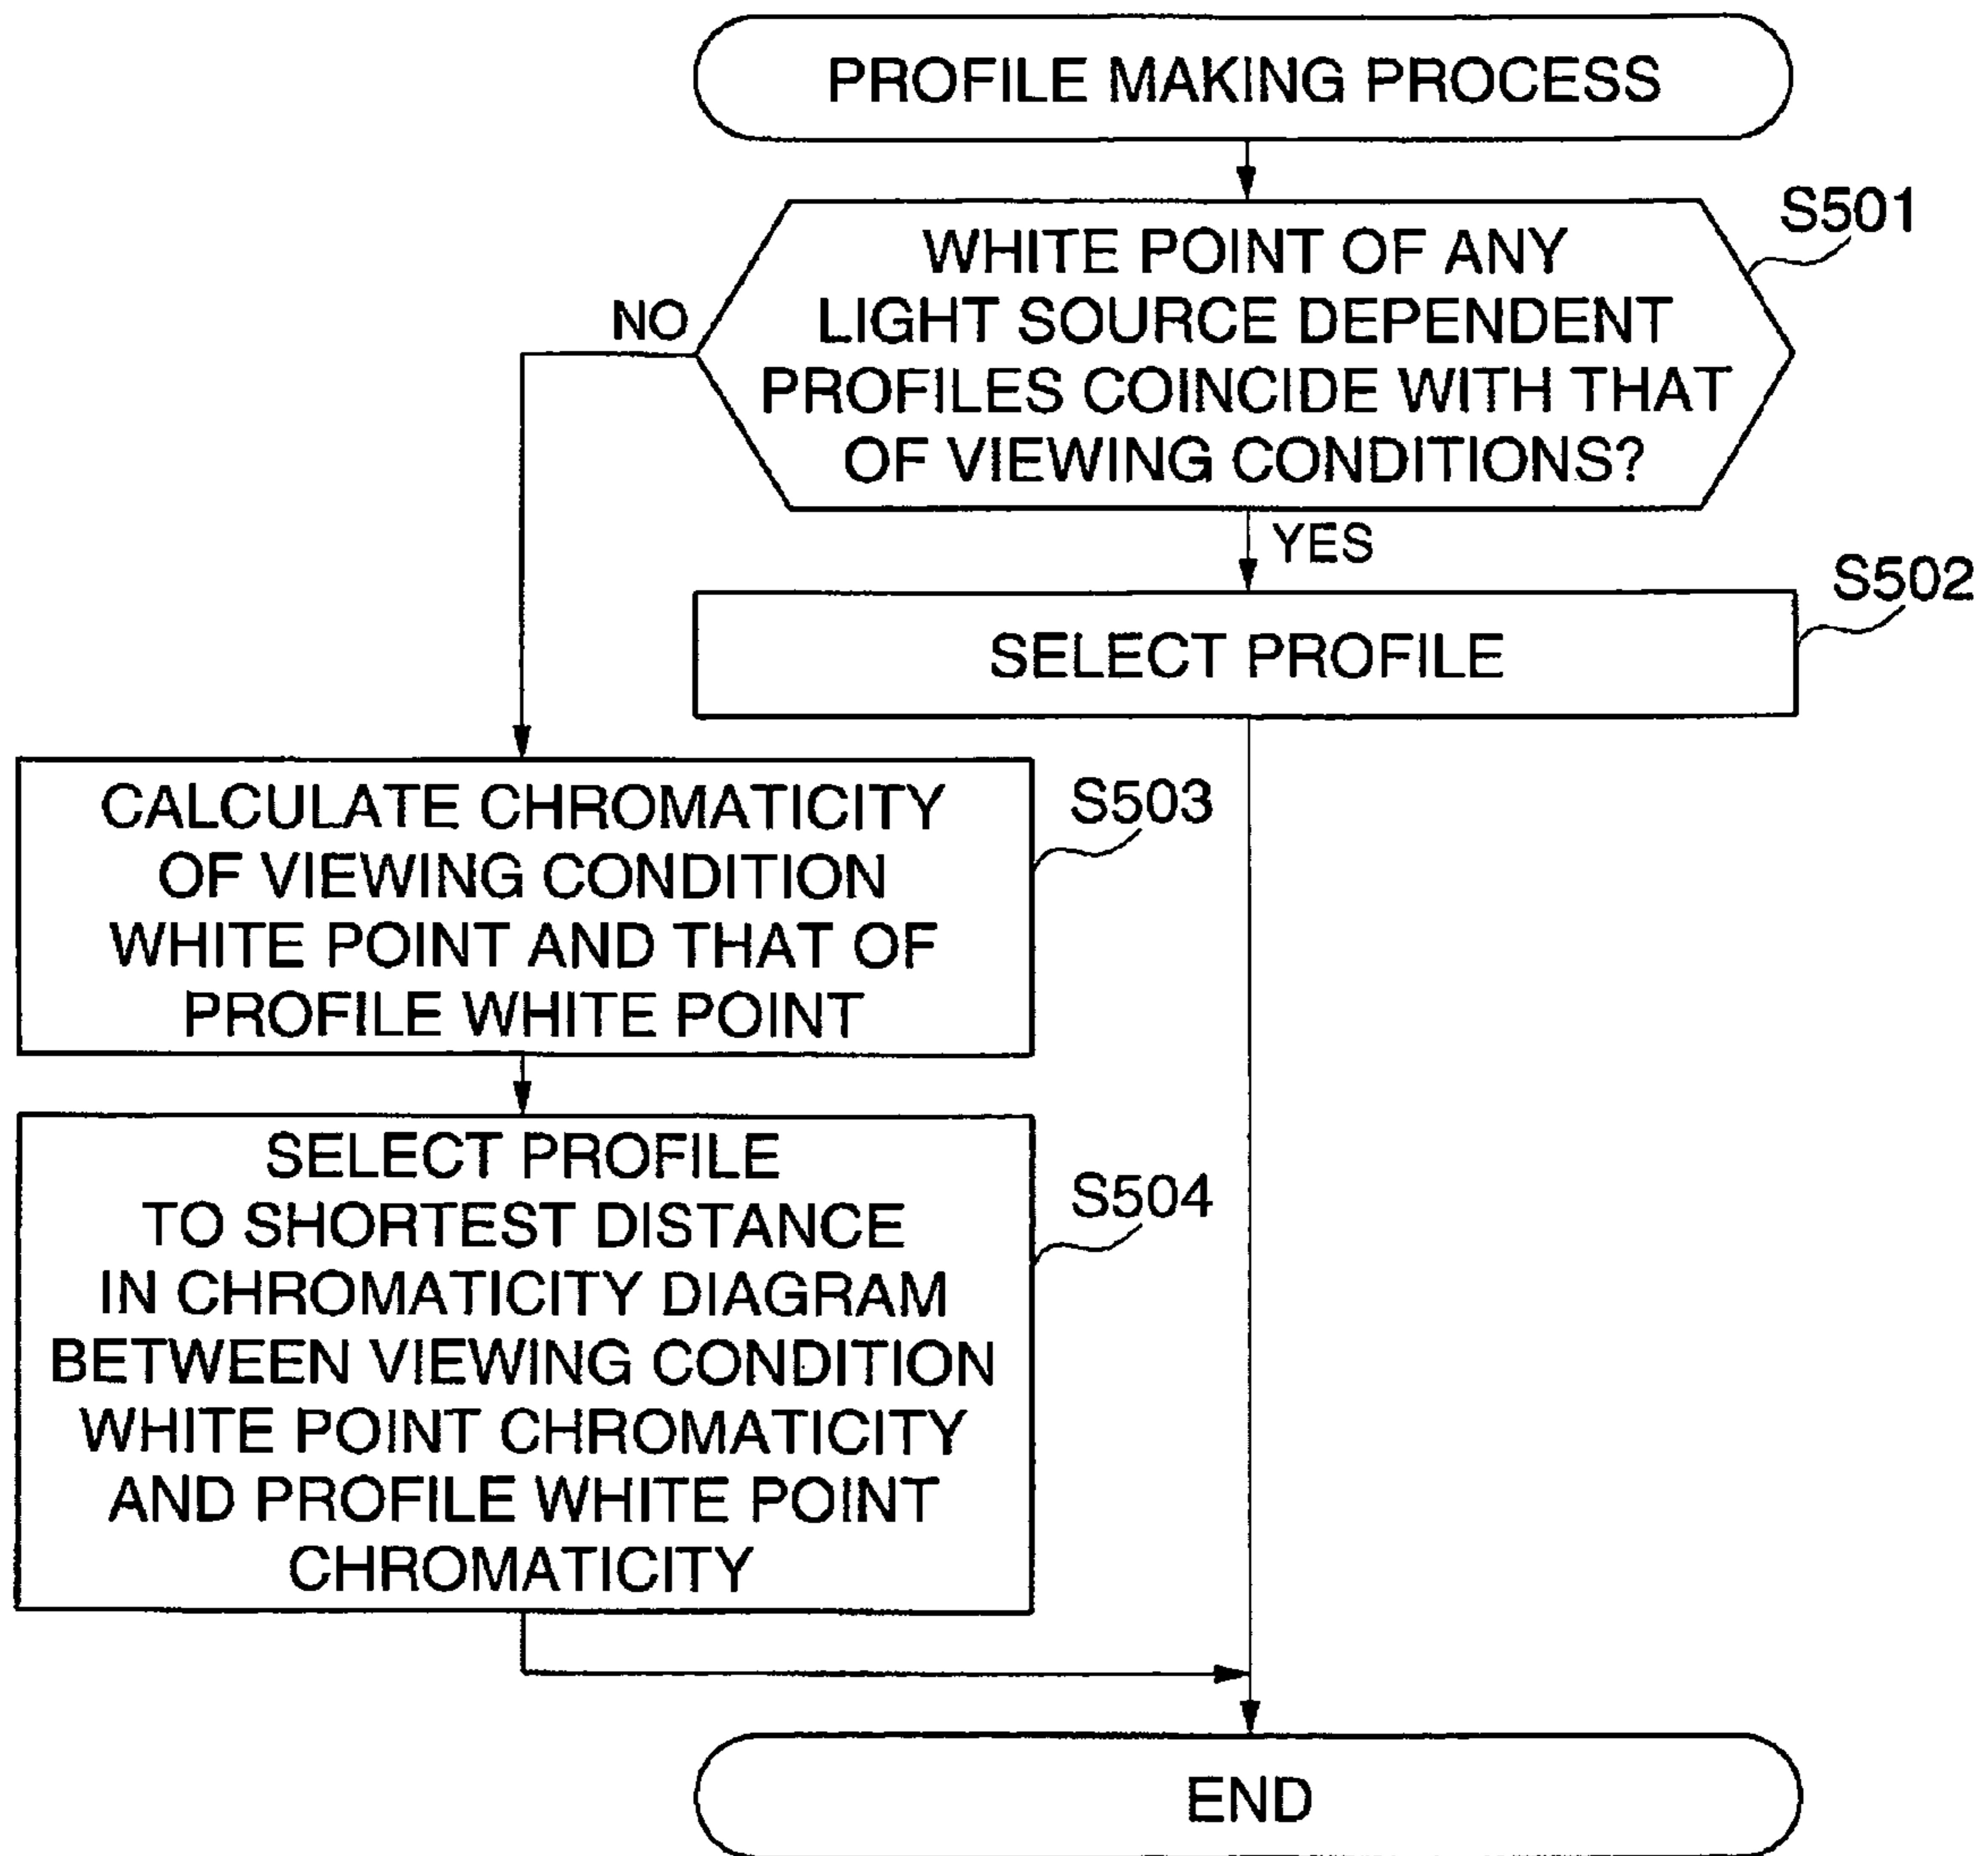 PROFILE MAKING PROCESS
S501
WHITE POINT OF ANY
LIGHT SOURCE DEPENDENT
PROFILES COINCIDE WITH THAT
OF VIEWING CONDITIONS?
NO
YES
S502
SELECT PROFILE
S503
CALCULATE CHROMATICITY
OF VIEWING CONDITION
WHITE POINT AND THAT OF
PROFILE WHITE POINT
S504
SELECT PROFILE
TO SHORTEST DISTANCE
IN CHROMATICITY DIAGRAM
BETWEEN VIEWING CONDITION
WHITE POINT CHROMATICITY
AND PROFILE WHITE POINT
CHROMATICITY
END